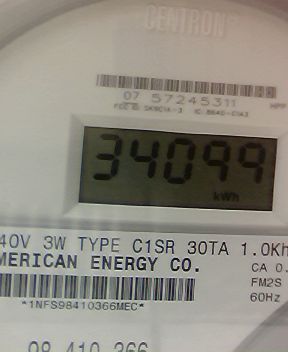 CENTRON®
07 57245311
34099
kWh
40V 3W TYPE C1SR 30TA 1.0Kh
MERICAN ENERGY CO.
CA 0.
FM2S
60Hz
*1NFS98410366MEC*
98 410 366